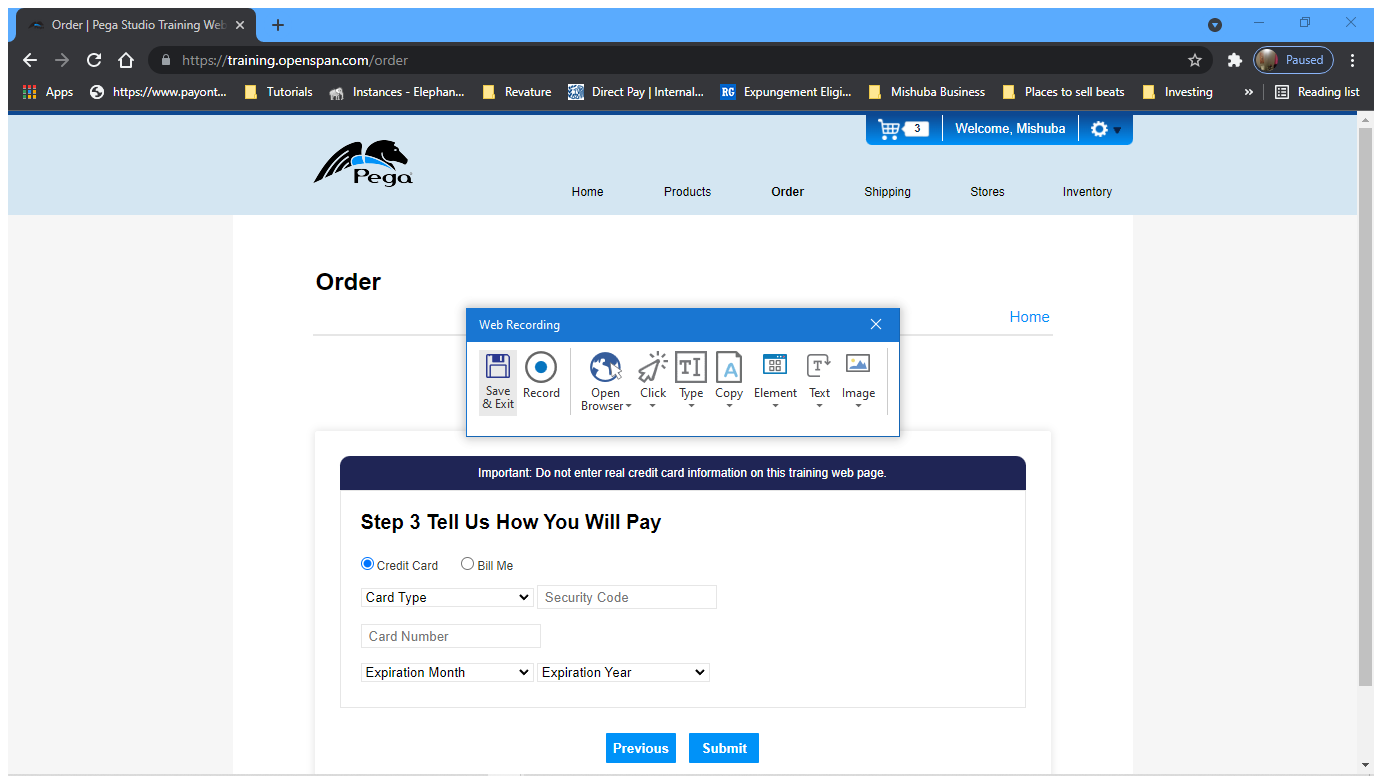 Order | Pega Studio Training Web
https://training.openspan.com/order
Paused
Apps https://www.payont... Tutorials Instances - Elephan... Revature Direct Pay | Internal... RG Expungement Eligi... Mishuba Business Places to sell beats Investing » Reading list
3 Welcome, Mishuba
Pega
Home Products Order Shipping Stores Inventory
Order
Home
Web Recording
Save & Exit
Record
Open Browser
Click
Type
Copy
Element
Text
Image
Important: Do not enter real credit card information on this training web page.
Step 3 Tell Us How You Will Pay
Credit Card Bill Me
Card Type Security Code
Card Number
Expiration Month Expiration Year
Previous Submit